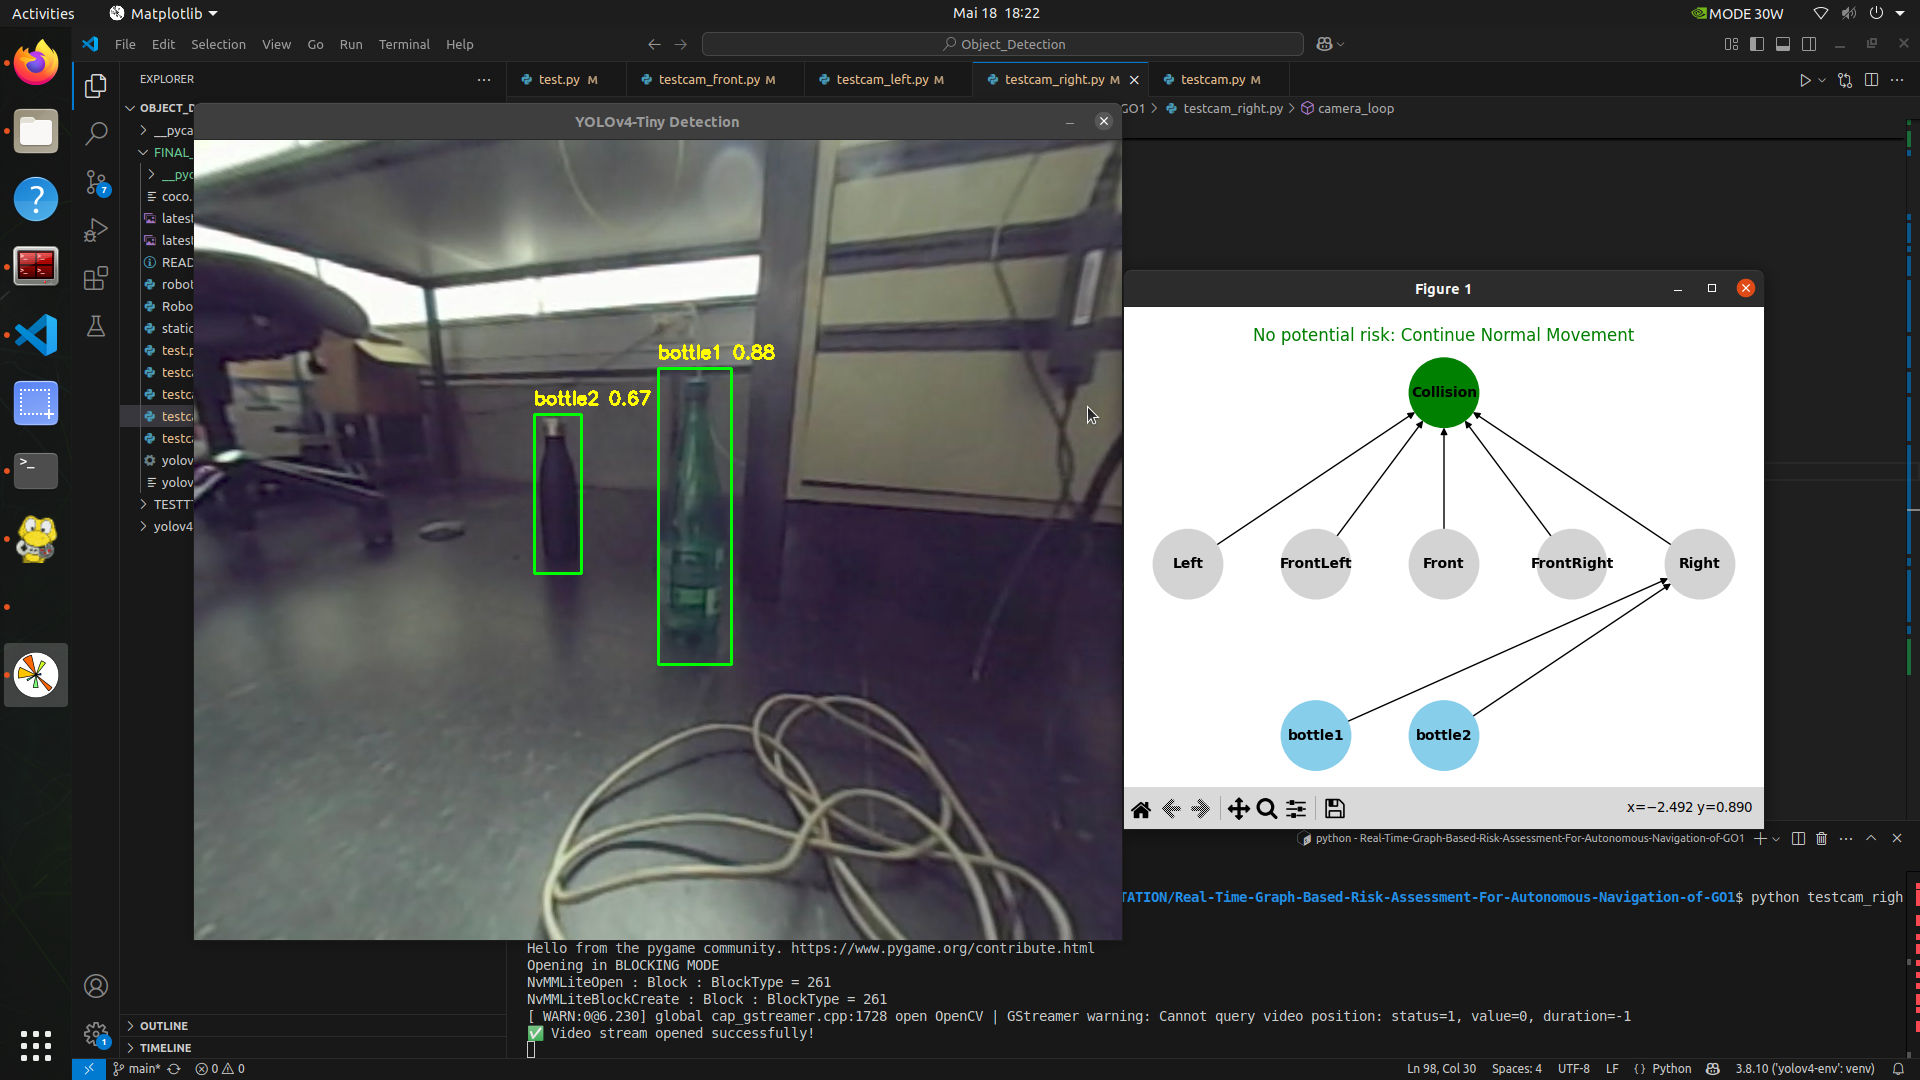 Activities
Matplotlib
Mai 18 18:22
MODE 30W
File Edit Selection View Go Run Terminal Help
Object_Detection
EXPLORER
test.py M
testcam_front.py M
testcam_left.py M
testcam_right.py M
testcam.py M
OBJECT_D
GO1 > testcam_right.py > camera_loop
__pyca
FINAL_
__pyc
coco.
latest
latest
READ
robot
Robo
static
test.p
testca
testca
testca
testca
yolov
yolov
TESTT
yolov4
7
YOLOv4-Tiny Detection
bottle1 0.88
bottle2 0.67
Figure 1
No potential risk: Continue Normal Movement
Collision
Left
FrontLeft
Front
FrontRight
Right
bottle1
bottle2
x=−2.492 y=0.890
python - Real-Time-Graph-Based-Risk-Assessment-For-Autonomous-Navigation-of-GO1
TATION/Real-Time-Graph-Based-Risk-Assessment-For-Autonomous-Navigation-of-GO1$ python testcam_righ
Hello from the pygame community. https://www.pygame.org/contribute.html
Opening in BLOCKING MODE
NvMMLiteOpen : Block : BlockType = 261
NvMMLiteBlockCreate : Block : BlockType = 261
[ WARN:0@6.230] global cap_gstreamer.cpp:1728 open OpenCV | GStreamer warning: Cannot query video position: status=1, value=0, duration=-1
✅ Video stream opened successfully!
OUTLINE
TIMELINE
1
main*
0 0
Ln 98, Col 30
Spaces: 4
UTF-8
LF
{ } Python
3.8.10 ('yolov4-env': venv)